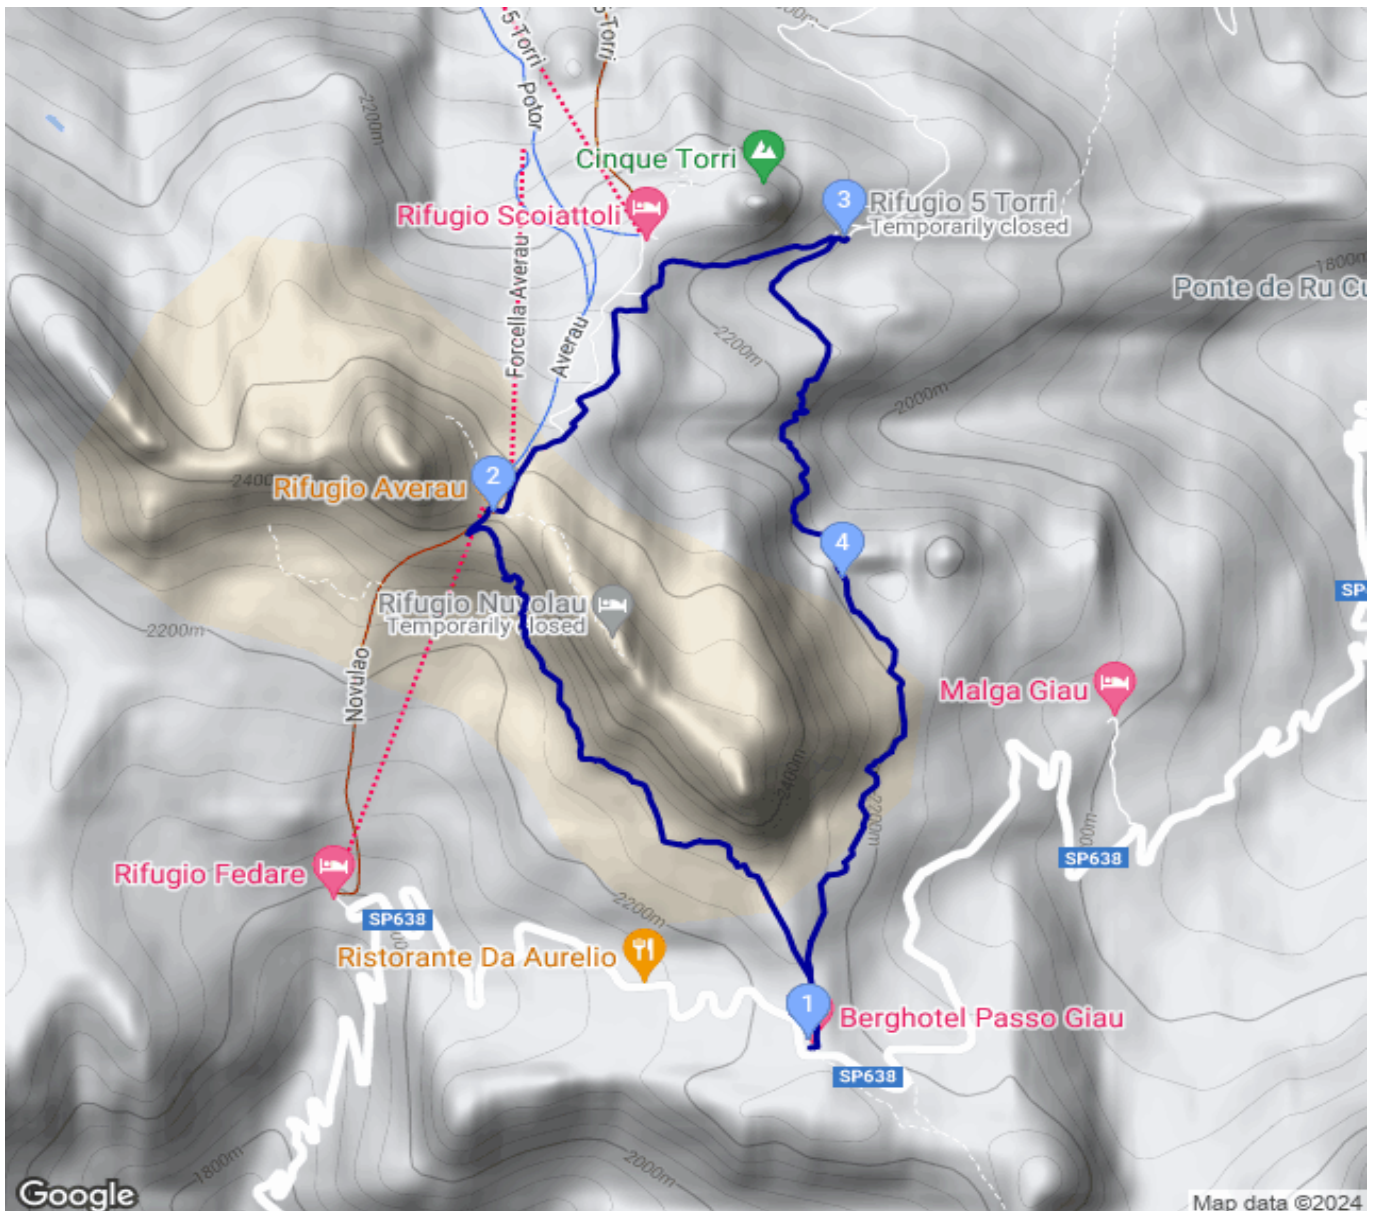 5 Torri
5 Torri
2200m
Potor
Cinque Torri
3
Rifugio 5 Torri
Temporarily closed
Rifugio Scoiattoli
1800m
Ponte de Ru Cu
Forcella Averau
Averau
2200m
2000m
2
2400
Rifugio Averau
4
SP
Rifugio Nuvolau
Temporarily closed
2200m
Novulao
Malga Giau
2400m
2200m
00m
SP638
Rifugio Fedare
SP638
2200m
Ristorante Da Aurelio
1
Berghotel Passo Giau
SP638
1800m
2000m
Google
Map data ©2024